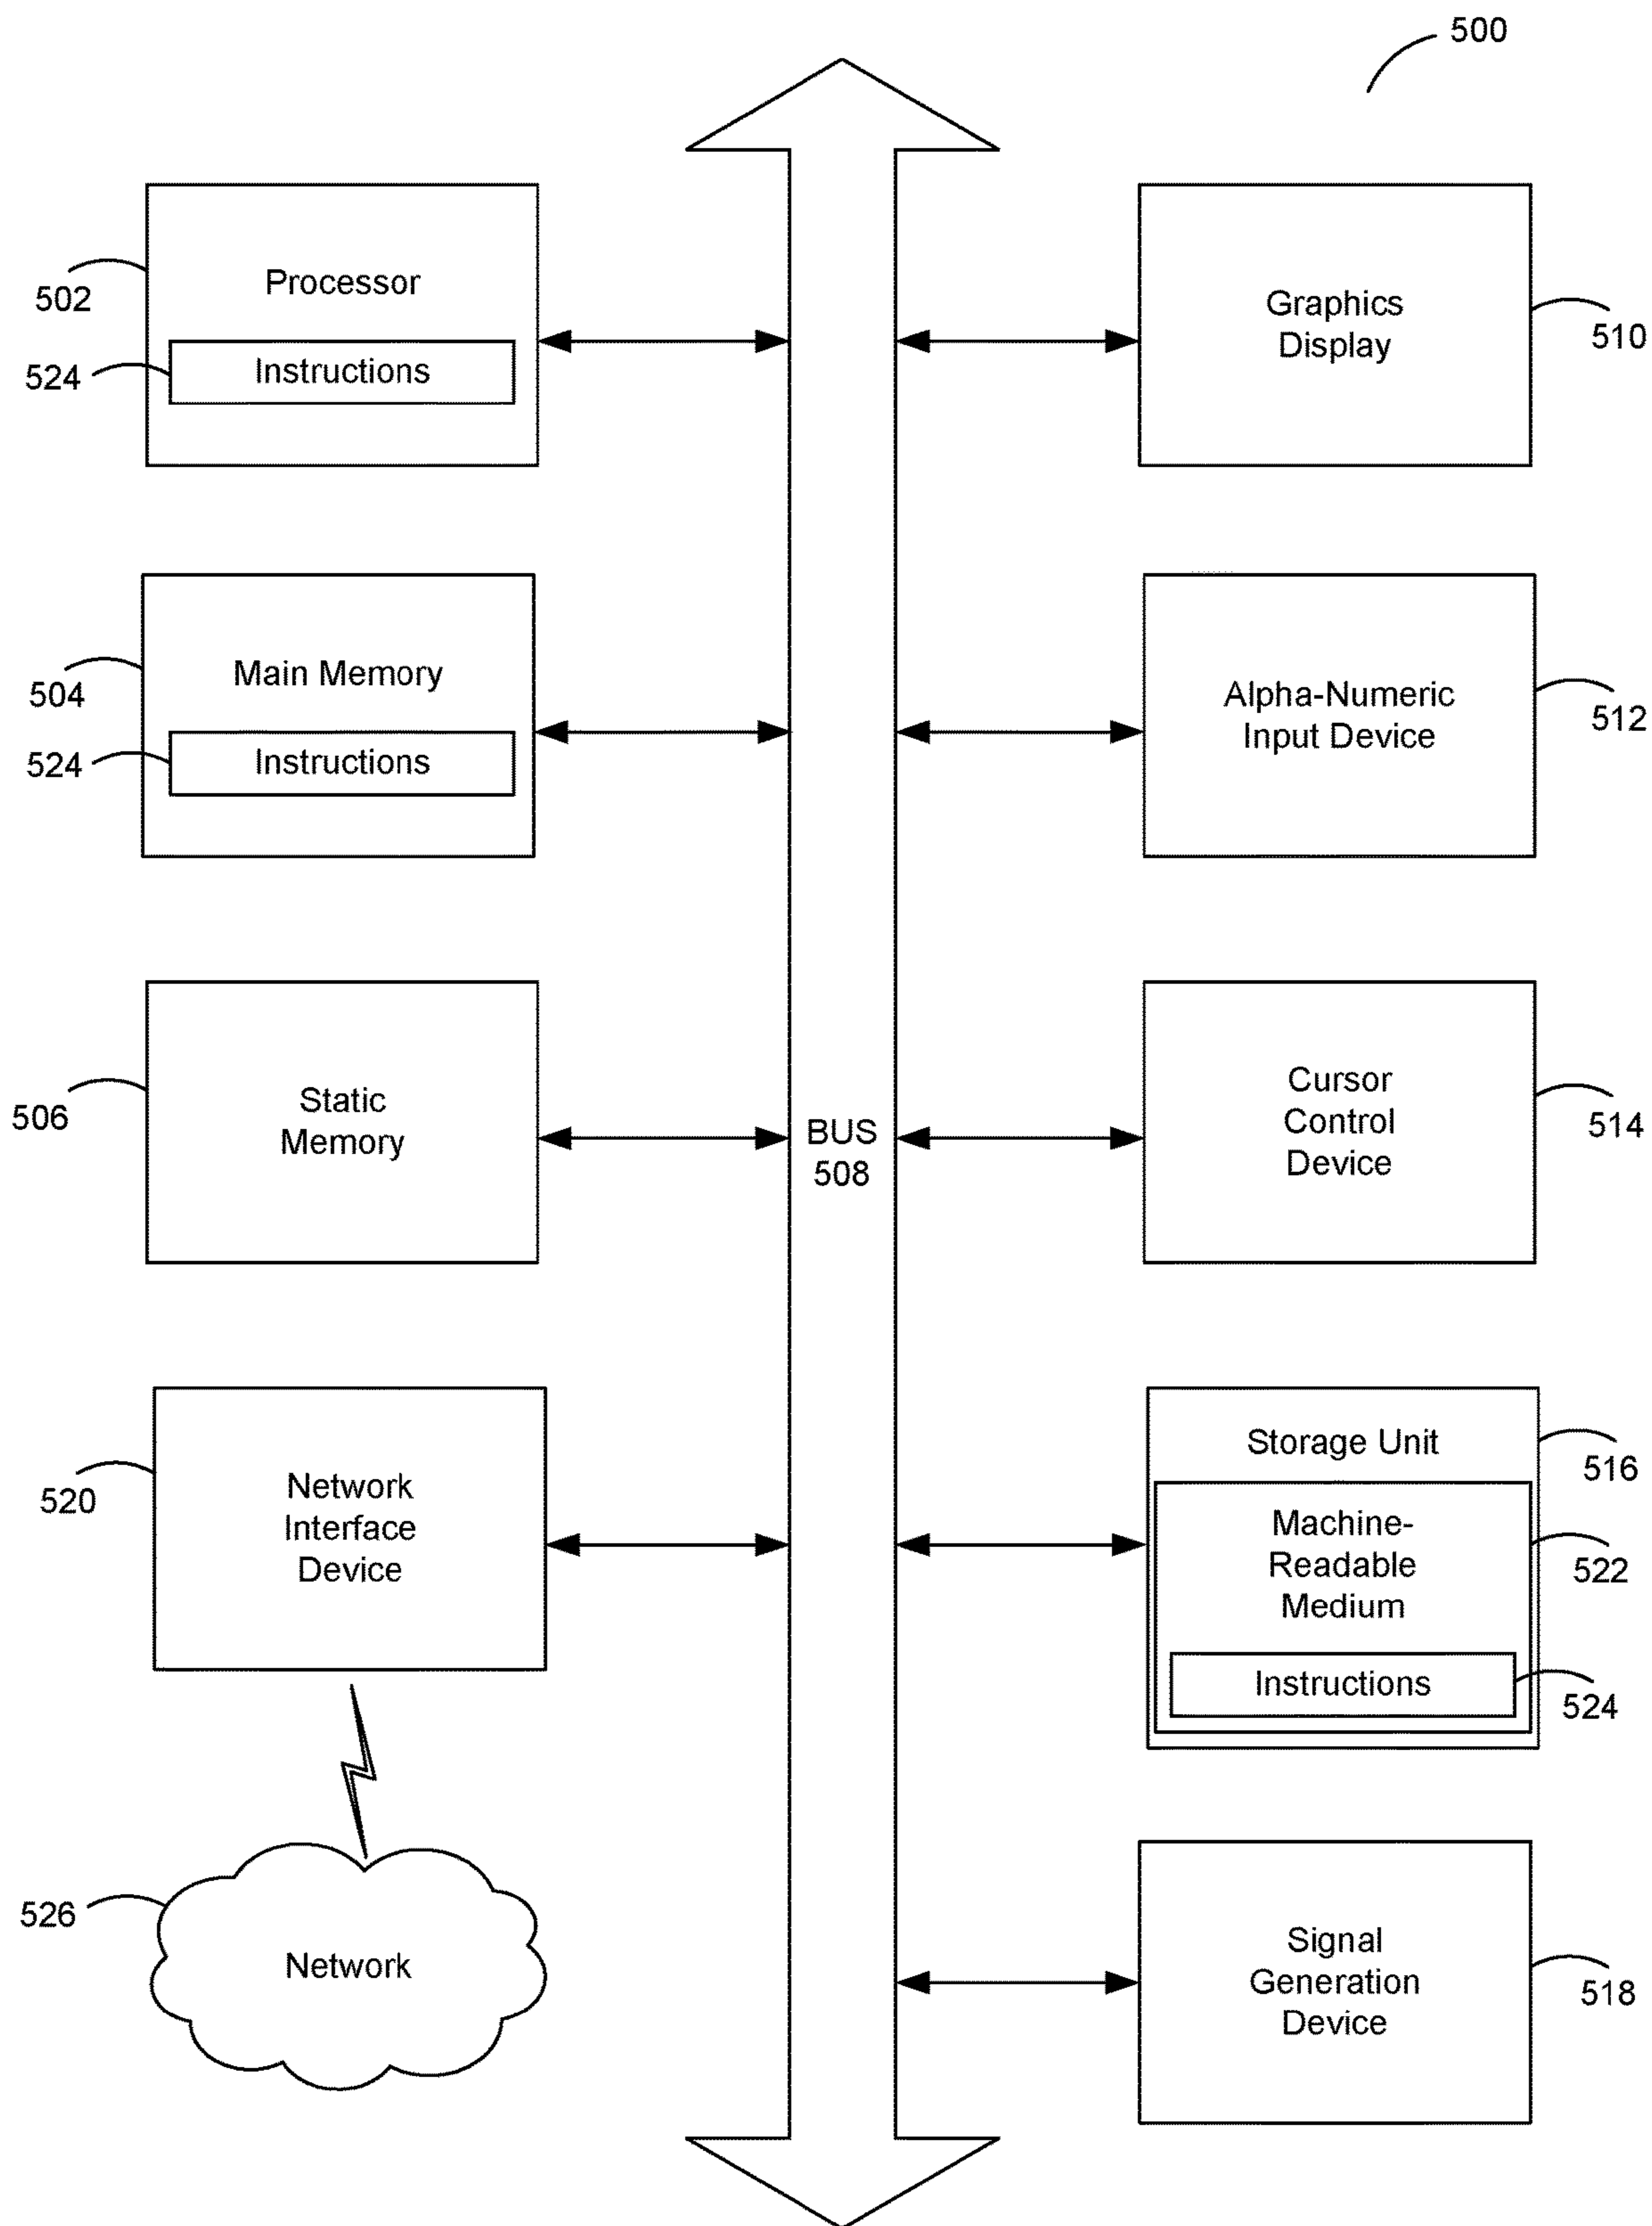 500
Processor
502
524
Instructions
Graphics
Display
510
Main Memory
504
524
Instructions
Alpha-Numeric
Input Device
512
Static
Memory
506
BUS
508
Cursor
Control
Device
514
Network
Interface
Device
520
Storage Unit
516
Machine-
Readable
Medium
522
Instructions
524
526
Network
Signal
Generation
Device
518